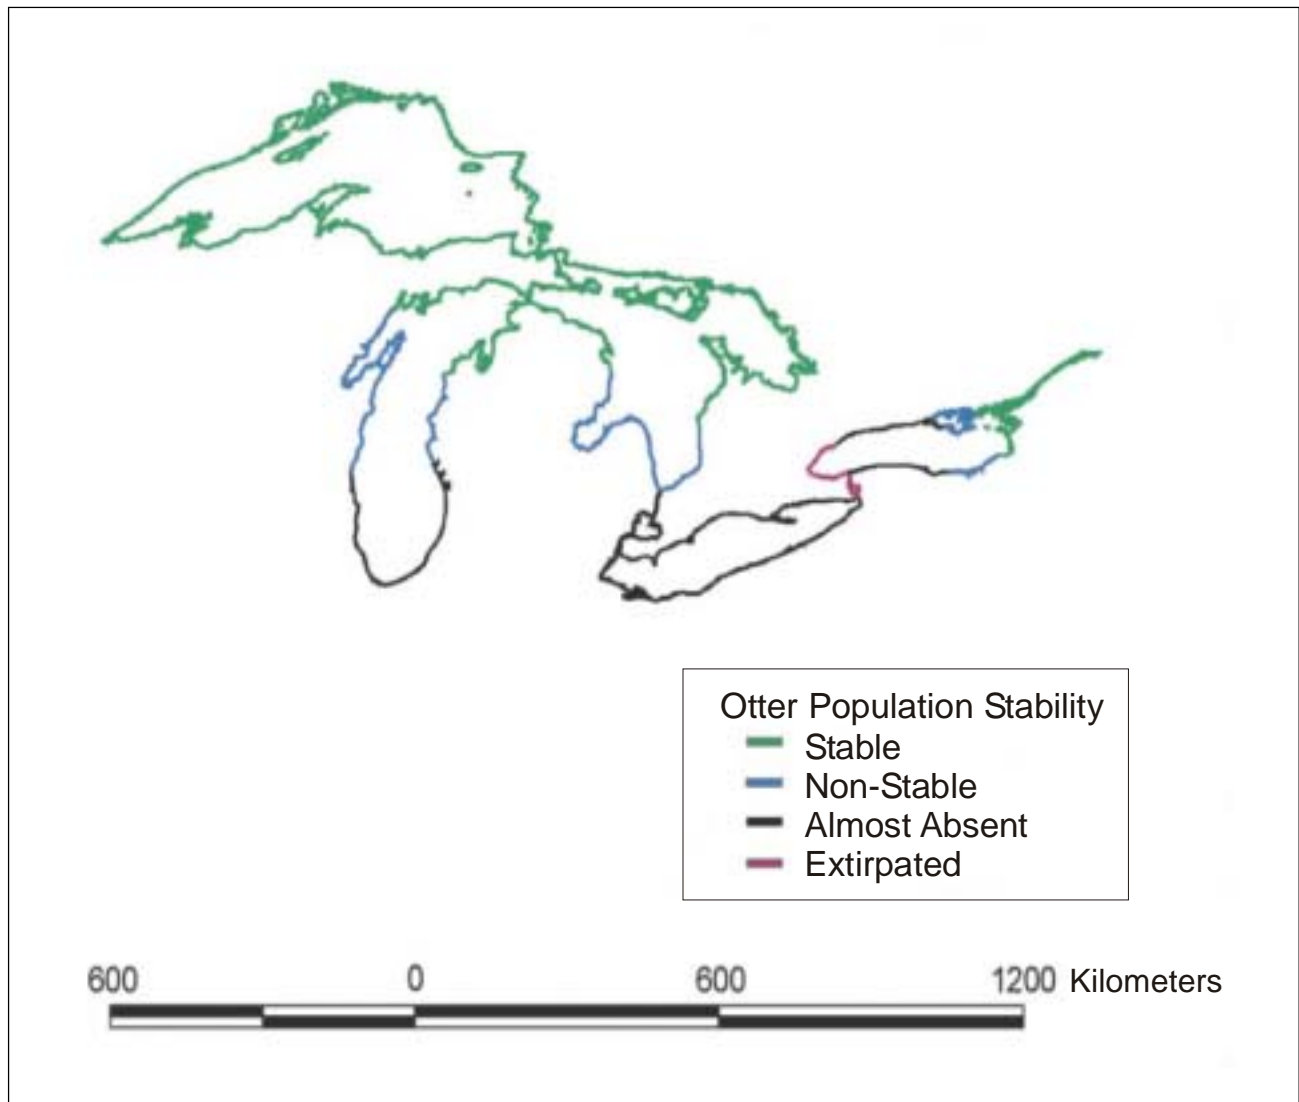 Otter Population Stability
Stable
Non-Stable
Almost Absent
Extirpated
600 0 600 1200 Kilometers